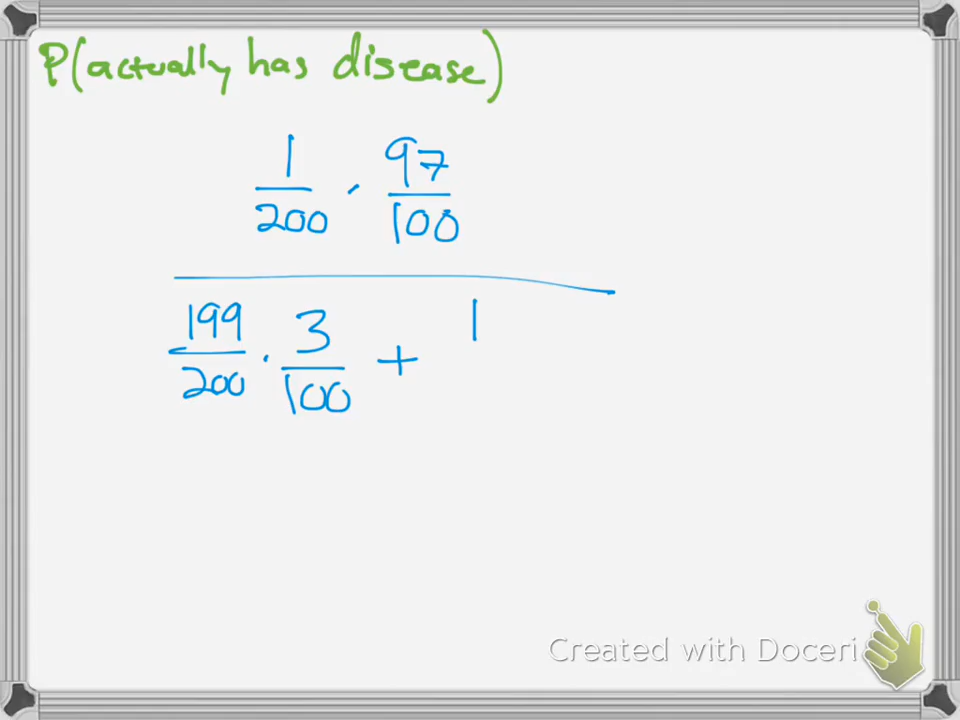 P(actually has disease)
1 97
200 · 100
199 3 1
200 · 100 +
Created with Doceri